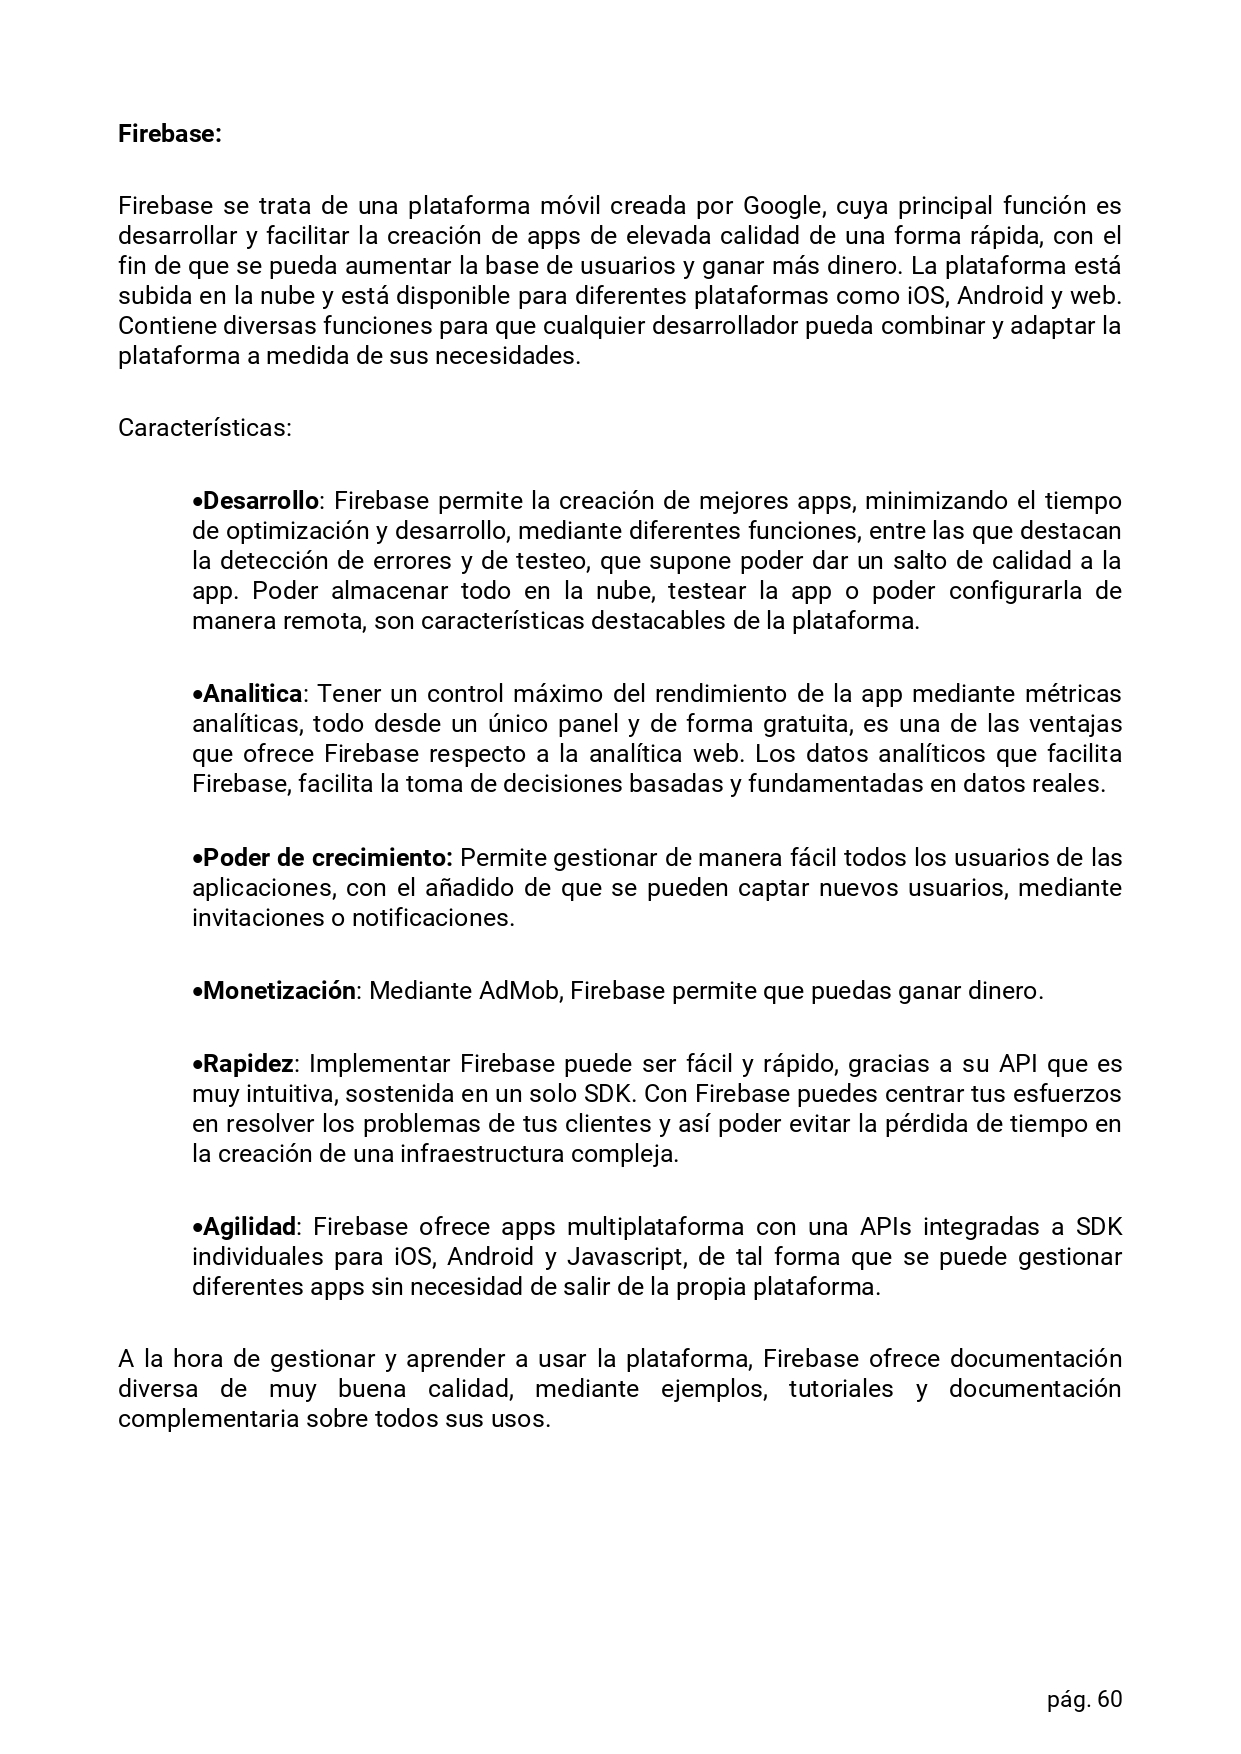 Firebase:
Firebase se trata de una plataforma móvil creada por Google, cuya principal función es
desarrollar y facilitar la creación de apps de elevada calidad de una forma rápida, con el
fin de que se pueda aumentar la base de usuarios y ganar más dinero. La plataforma está
subida en la nube y está disponible para diferentes plataformas como iOS, Android y web.
Contiene diversas funciones para que cualquier desarrollador pueda combinar y adaptar la
plataforma a medida de sus necesidades.
Características:
•Desarrollo: Firebase permite la creación de mejores apps, minimizando el tiempo
de optimización y desarrollo, mediante diferentes funciones, entre las que destacan
la detección de errores y de testeo, que supone poder dar un salto de calidad a la
app. Poder almacenar todo en la nube, testear la app o poder configurarla de
manera remota, son características destacables de la plataforma.
•Analitica: Tener un control máximo del rendimiento de la app mediante métricas
analíticas, todo desde un único panel y de forma gratuita, es una de las ventajas
que ofrece Firebase respecto a la analítica web. Los datos analíticos que facilita
Firebase, facilita la toma de decisiones basadas y fundamentadas en datos reales.
•Poder de crecimiento: Permite gestionar de manera fácil todos los usuarios de las
aplicaciones, con el añadido de que se pueden captar nuevos usuarios, mediante
invitaciones o notificaciones.
•Monetización: Mediante AdMob, Firebase permite que puedas ganar dinero.
•Rapidez: Implementar Firebase puede ser fácil y rápido, gracias a su API que es
muy intuitiva, sostenida en un solo SDK. Con Firebase puedes centrar tus esfuerzos
en resolver los problemas de tus clientes y así poder evitar la pérdida de tiempo en
la creación de una infraestructura compleja.
•Agilidad: Firebase ofrece apps multiplataforma con una APIs integradas a SDK
individuales para iOS, Android y Javascript, de tal forma que se puede gestionar
diferentes apps sin necesidad de salir de la propia plataforma.
A la hora de gestionar y aprender a usar la plataforma, Firebase ofrece documentación
diversa de muy buena calidad, mediante ejemplos, tutoriales y documentación
complementaria sobre todos sus usos.
pág. 60